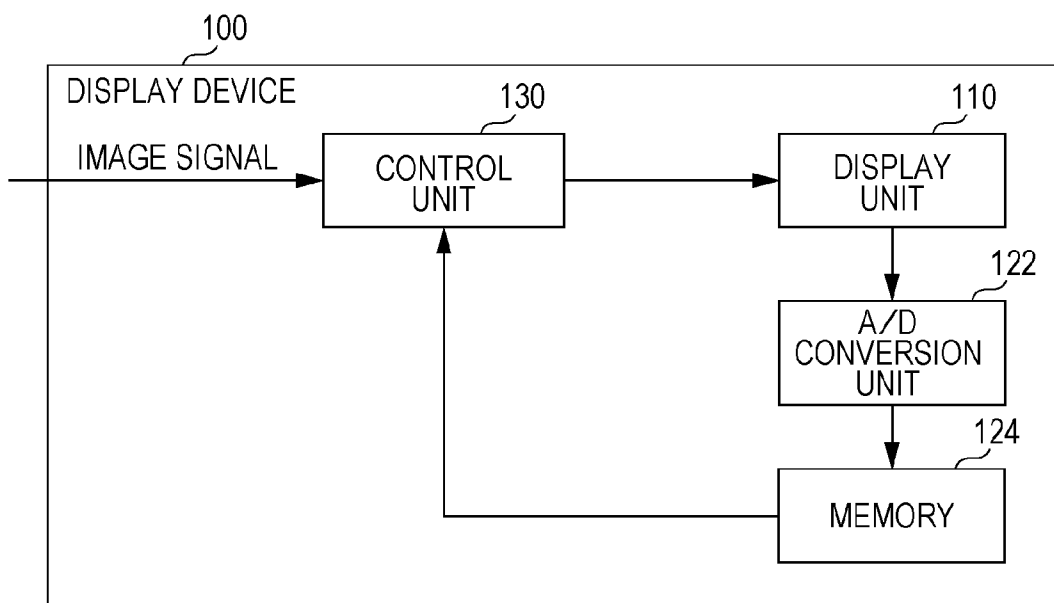 100
DISPLAY DEVICE
IMAGE SIGNAL
130
CONTROL
UNIT
110
DISPLAY
UNIT
122
A/D
CONVERSION
UNIT
124
MEMORY